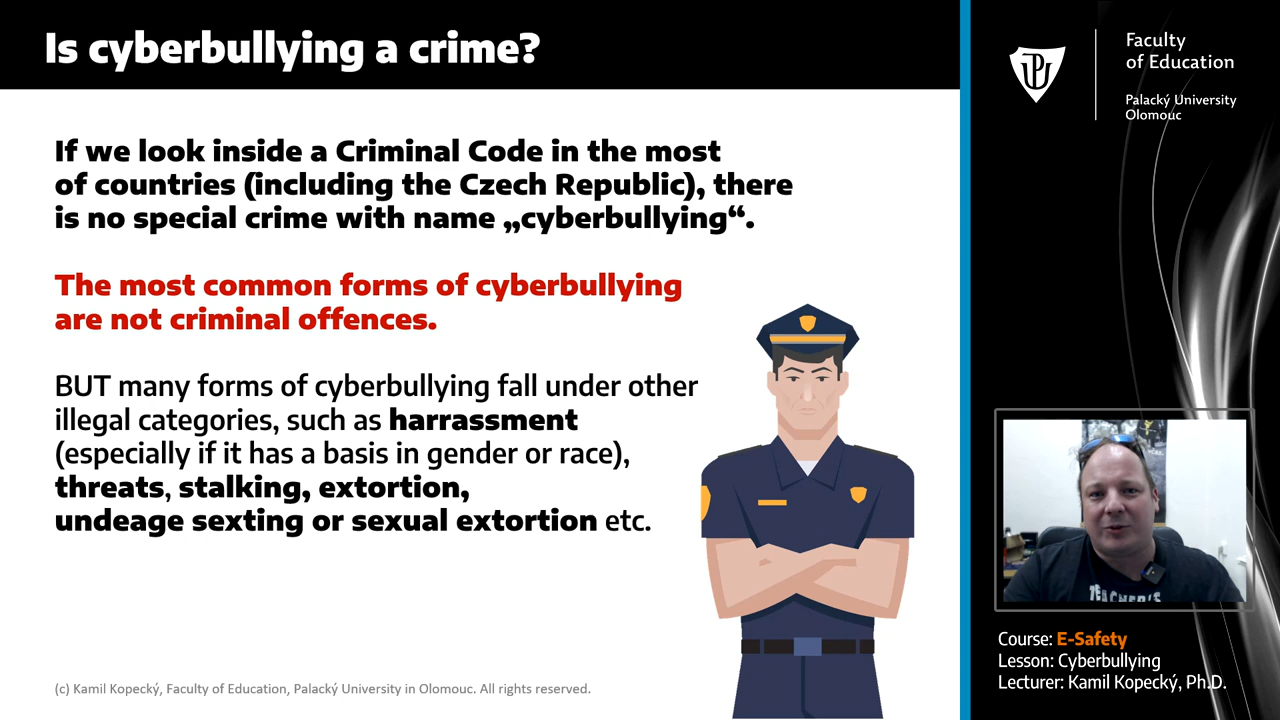 Is cyberbullying a crime?
If we look inside a Criminal Code in the most
of countries (including the Czech Republic), there
is no special crime with name „cyberbullying“.
The most common forms of cyberbullying
are not criminal offences.
BUT many forms of cyberbullying fall under other
illegal categories, such as harrassment
(especially if it has a basis in gender or race),
threats, stalking, extortion,
undeage sexting or sexual extortion etc.
(c) Kamil Kopecký, Faculty of Education, Palacký University in Olomouc. All rights reserved.
Faculty
of Education
Palacký University
Olomouc
TEACHER'S
Course: E-Safety
Lesson: Cyberbullying
Lecturer: Kamil Kopecký, Ph.D.